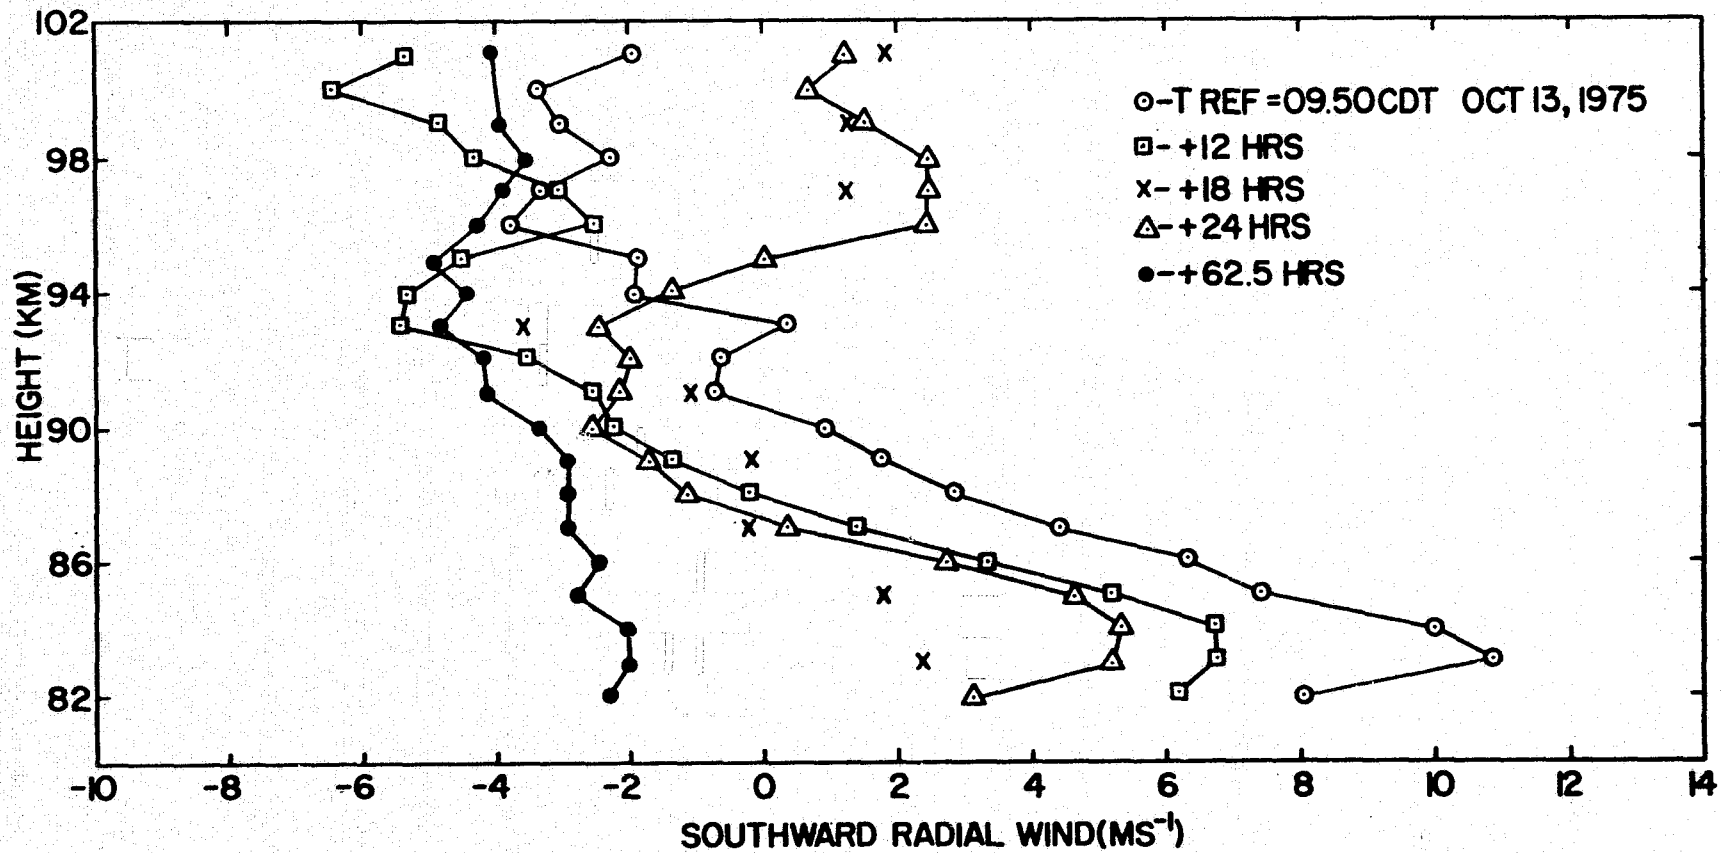 102
98
94
90
86
82
HEIGHT (KM)
-T REF = 09.50 CDT OCT 13, 1975
- +12 HRS
x- +18 HRS
- +24 HRS
- +62.5 HRS
-10 -8 -6 -4 -2 0 2 4 6 8 10 12 14
SOUTHWARD RADIAL WIND (MS⁻¹)